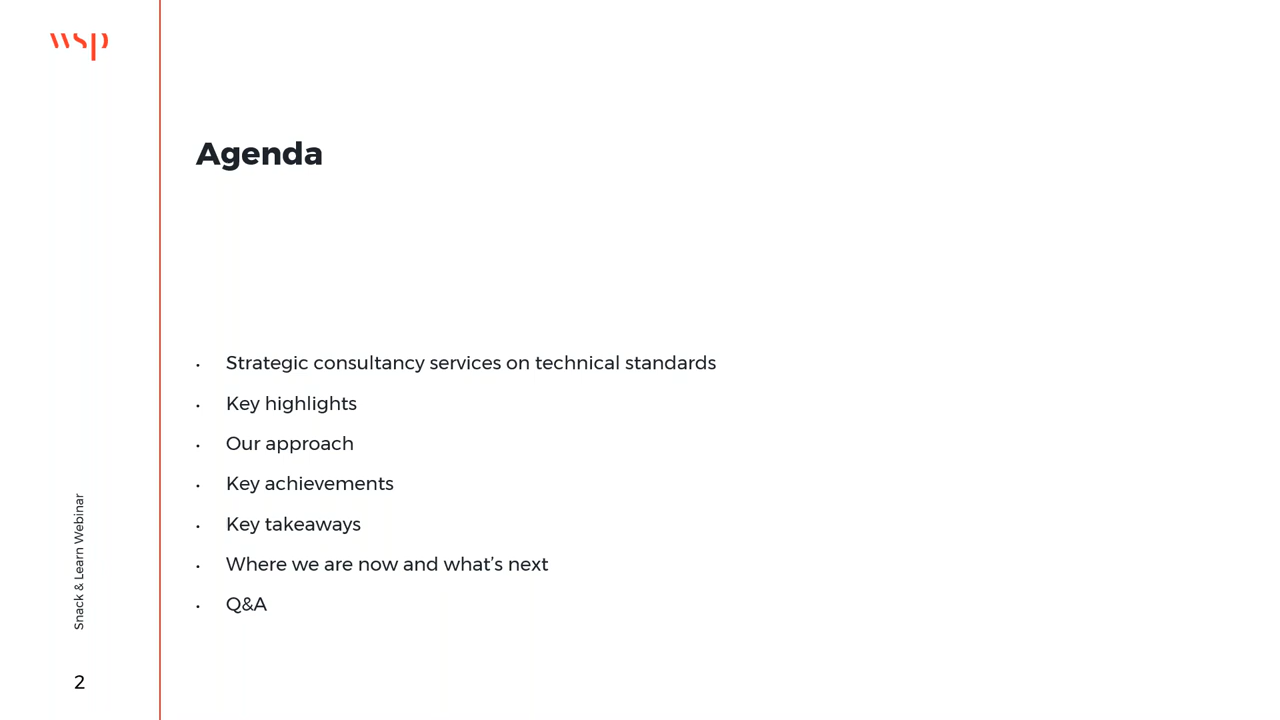 wsp
Agenda
• Strategic consultancy services on technical standards
• Key highlights
• Our approach
• Key achievements
• Key takeaways
• Where we are now and what’s next
• Q&A
Snack & Learn Webinar
2